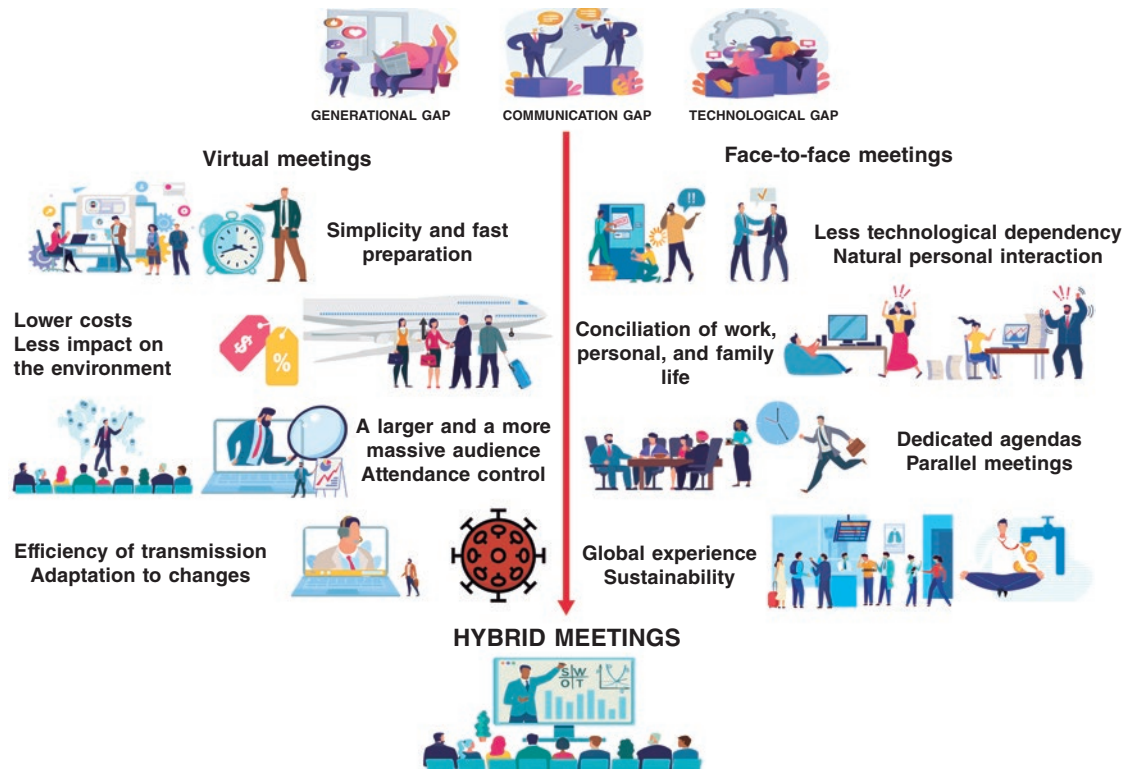 GENERATIONAL GAP
COMMUNICATION GAP
TECHNOLOGICAL GAP
Virtual meetings
Simplicity and fast
preparation
Lower costs
Less impact on
the environment
$
%
A larger and a more
massive audience
Attendance control
Efficiency of transmission
Adaptation to changes
Face-to-face meetings
!!
Less technological dependency
Natural personal interaction
Conciliation of work,
personal, and family
life
!!!
!!!
Dedicated agendas
Parallel meetings
Global experience
Sustainability
HYBRID MEETINGS
S W
O T